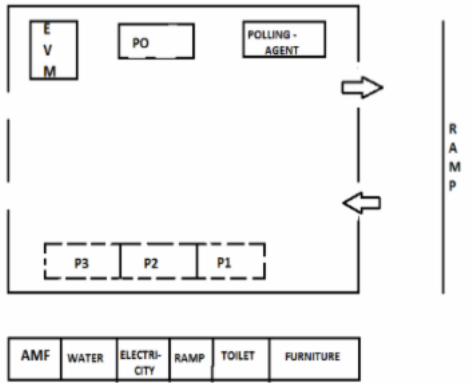 E
V
M
PO
POLLING -
AGENT
R
A
M
P
P3
P2
P1
AMF
WATER
ELECTRI-
CITY
RAMP
TOILET
FURNITURE